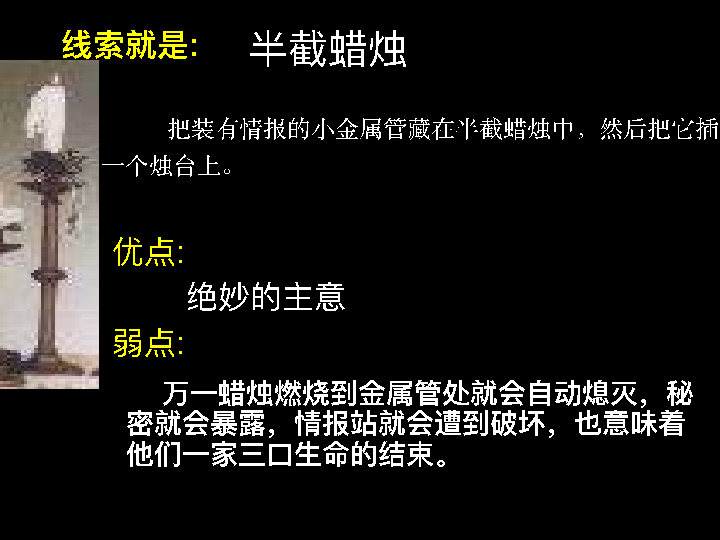 线索就是: 半截蜡烛
把装有情报的小金属管藏在半截蜡烛中，然后把它插
一个烛台上。
优点:
绝妙的主意
弱点:
万一蜡烛燃烧到金属管处就会自动熄灭，秘
密就会暴露，情报站就会遭到破坏，也意味着
他们一家三口生命的结束。